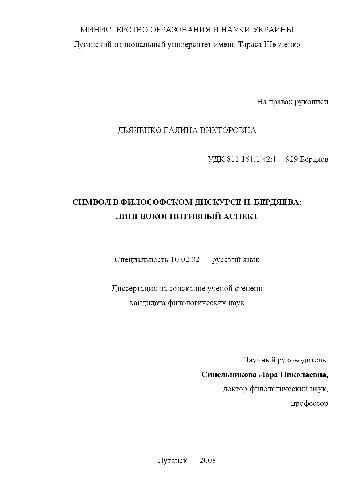 МИНИСТЕРСТВО ОБРАЗОВАНИЯ И НАУКИ УКРАИНЫ
Луганский национальный университет имени Тараса Шевченко
На правах рукописи
ДЬЯЧЕНКО ГАЛИНА ВИКТОРОВНА
УДК 811.161.1'42:1 929 Бердяев
СИМВОЛ В ФИЛОСОФСКОМ ДИСКУРСЕ Н. БЕРДЯЕВА:
ЛИНГВОКОГНИТИВНЫЙ АСПЕКТ
Специальность 10.02.02 – русский язык
Диссертация на соискание ученой степени
кандидата филологических наук
Научный руководитель:
Синельникова Лара Николаевна,
доктор филологических наук,
профессор
Луганск – 2008